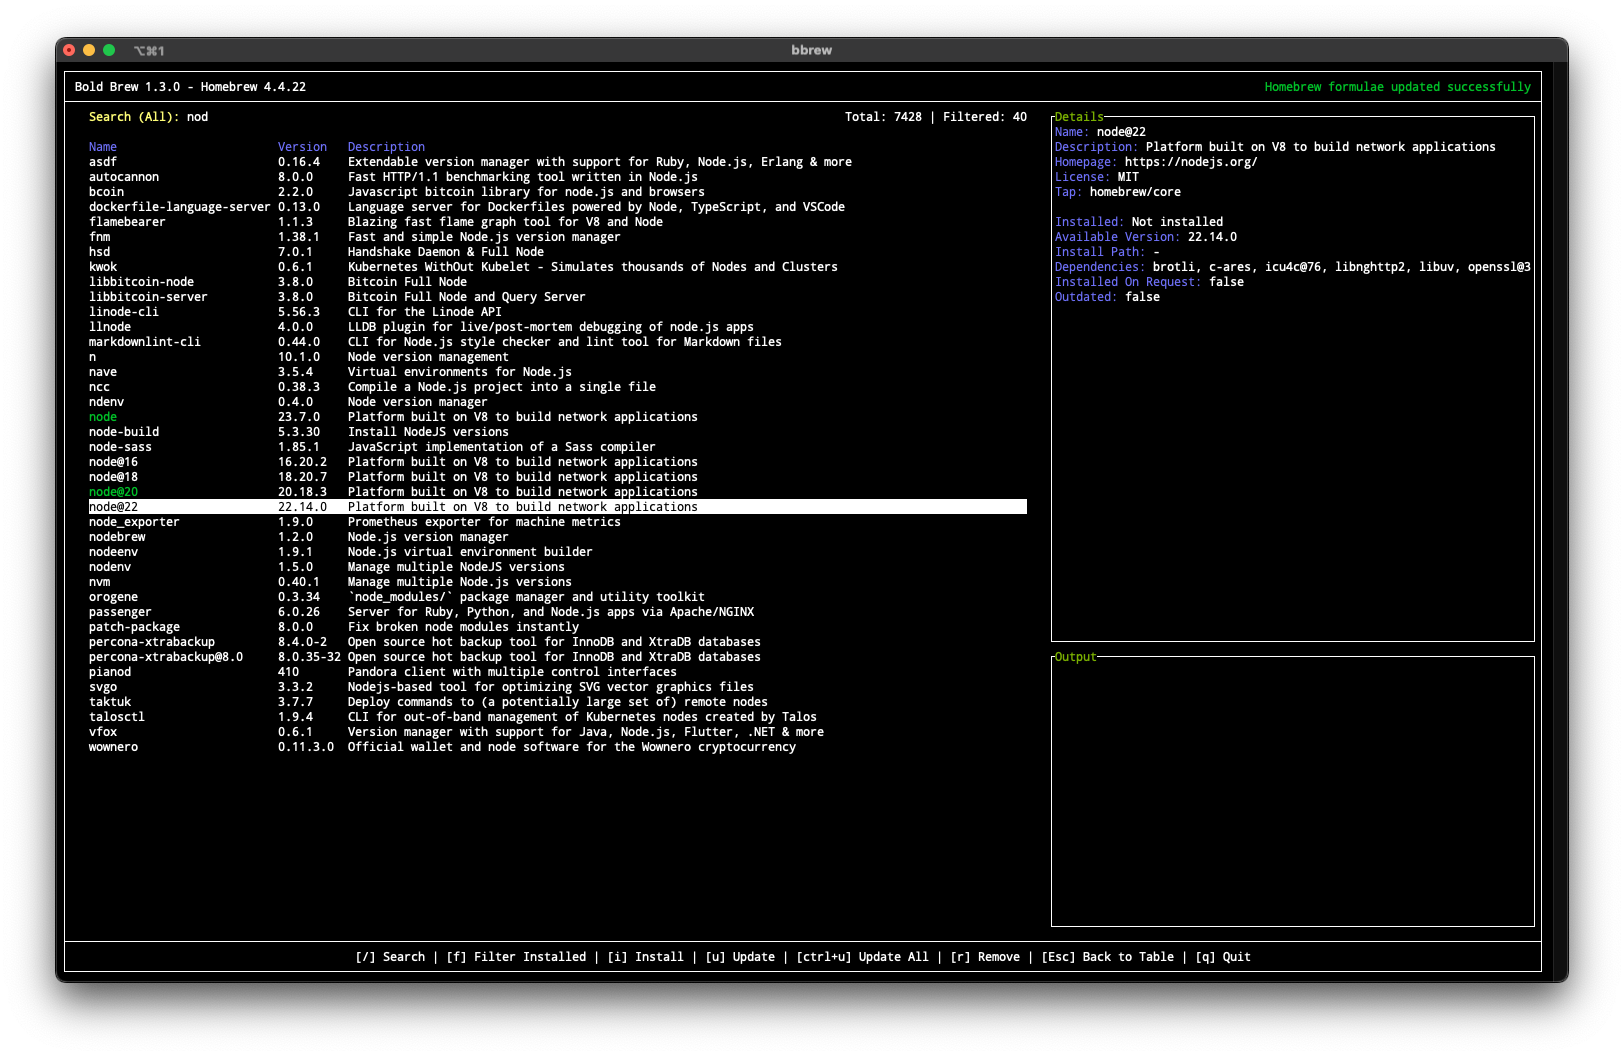 ⌥⌘1 bbrew
Bold Brew 1.3.0 - Homebrew 4.4.22 Homebrew formulae updated successfully
Search (All): nod Total: 7428 | Filtered: 40
Name Version Description
asdf 0.16.4 Extendable version manager with support for Ruby, Node.js, Erlang & more
autocannon 8.0.0 Fast HTTP/1.1 benchmarking tool written in Node.js
bcoin 2.2.0 Javascript bitcoin library for node.js and browsers
dockerfile-language-server 0.13.0 Language server for Dockerfiles powered by Node, TypeScript, and VSCode
flamebearer 1.1.3 Blazing fast flame graph tool for V8 and Node
fnm 1.38.1 Fast and simple Node.js version manager
hsd 7.0.1 Handshake Daemon & Full Node
kwok 0.6.1 Kubernetes WithOut Kubelet - Simulates thousands of Nodes and Clusters
libbitcoin-node 3.8.0 Bitcoin Full Node
libbitcoin-server 3.8.0 Bitcoin Full Node and Query Server
linode-cli 5.56.3 CLI for the Linode API
llnode 4.0.0 LLDB plugin for live/post-mortem debugging of node.js apps
markdownlint-cli 0.44.0 CLI for Node.js style checker and lint tool for Markdown files
n 10.1.0 Node version management
nave 3.5.4 Virtual environments for Node.js
ncc 0.38.3 Compile a Node.js project into a single file
ndenv 0.4.0 Node version manager
node 23.7.0 Platform built on V8 to build network applications
node-build 5.3.30 Install NodeJS versions
node-sass 1.85.1 JavaScript implementation of a Sass compiler
node@16 16.20.2 Platform built on V8 to build network applications
node@18 18.20.7 Platform built on V8 to build network applications
node@20 20.18.3 Platform built on V8 to build network applications
node@22 22.14.0 Platform built on V8 to build network applications
node_exporter 1.9.0 Prometheus exporter for machine metrics
nodebrew 1.2.0 Node.js version manager
nodeenv 1.9.1 Node.js virtual environment builder
nodenv 1.5.0 Manage multiple NodeJS versions
nvm 0.40.1 Manage multiple Node.js versions
orogene 0.3.34 `node_modules/` package manager and utility toolkit
passenger 6.0.26 Server for Ruby, Python, and Node.js apps via Apache/NGINX
patch-package 8.0.0 Fix broken node modules instantly
percona-xtrabackup 8.4.0-2 Open source hot backup tool for InnoDB and XtraDB databases
percona-xtrabackup@8.0 8.0.35-32 Open source hot backup tool for InnoDB and XtraDB databases
pianod 410 Pandora client with multiple control interfaces
svgo 3.3.2 Nodejs-based tool for optimizing SVG vector graphics files
taktuk 3.7.7 Deploy commands to (a potentially large set of) remote nodes
talosctl 1.9.4 CLI for out-of-band management of Kubernetes nodes created by Talos
vfox 0.6.1 Version manager with support for Java, Node.js, Flutter, .NET & more
wownero 0.11.3.0 Official wallet and node software for the Wownero cryptocurrency
Details
Name: node@22
Description: Platform built on V8 to build network applications
Homepage: https://nodejs.org/
License: MIT
Tap: homebrew/core
Installed: Not installed
Available Version: 22.14.0
Install Path: -
Dependencies: brotli, c-ares, icu4c@76, libnghttp2, libuv, openssl@3
Installed On Request: false
Outdated: false
Output
[/] Search | [f] Filter Installed | [i] Install | [u] Update | [ctrl+u] Update All | [r] Remove | [Esc] Back to Table | [q] Quit